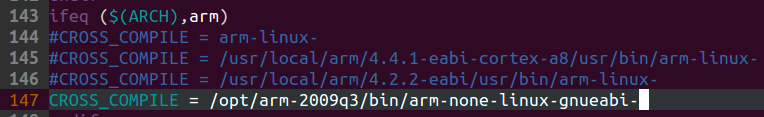 143 ifeq ($(ARCH),arm)
144 #CROSS_COMPILE = arm-linux-
145 #CROSS_COMPILE = /usr/local/arm/4.4.1-eabi-cortex-a8/usr/bin/arm-linux-
146 #CROSS_COMPILE = /usr/local/arm/4.2.2-eabi/usr/bin/arm-linux-
147 CROSS_COMPILE = /opt/arm-2009q3/bin/arm-none-linux-gnueabi-